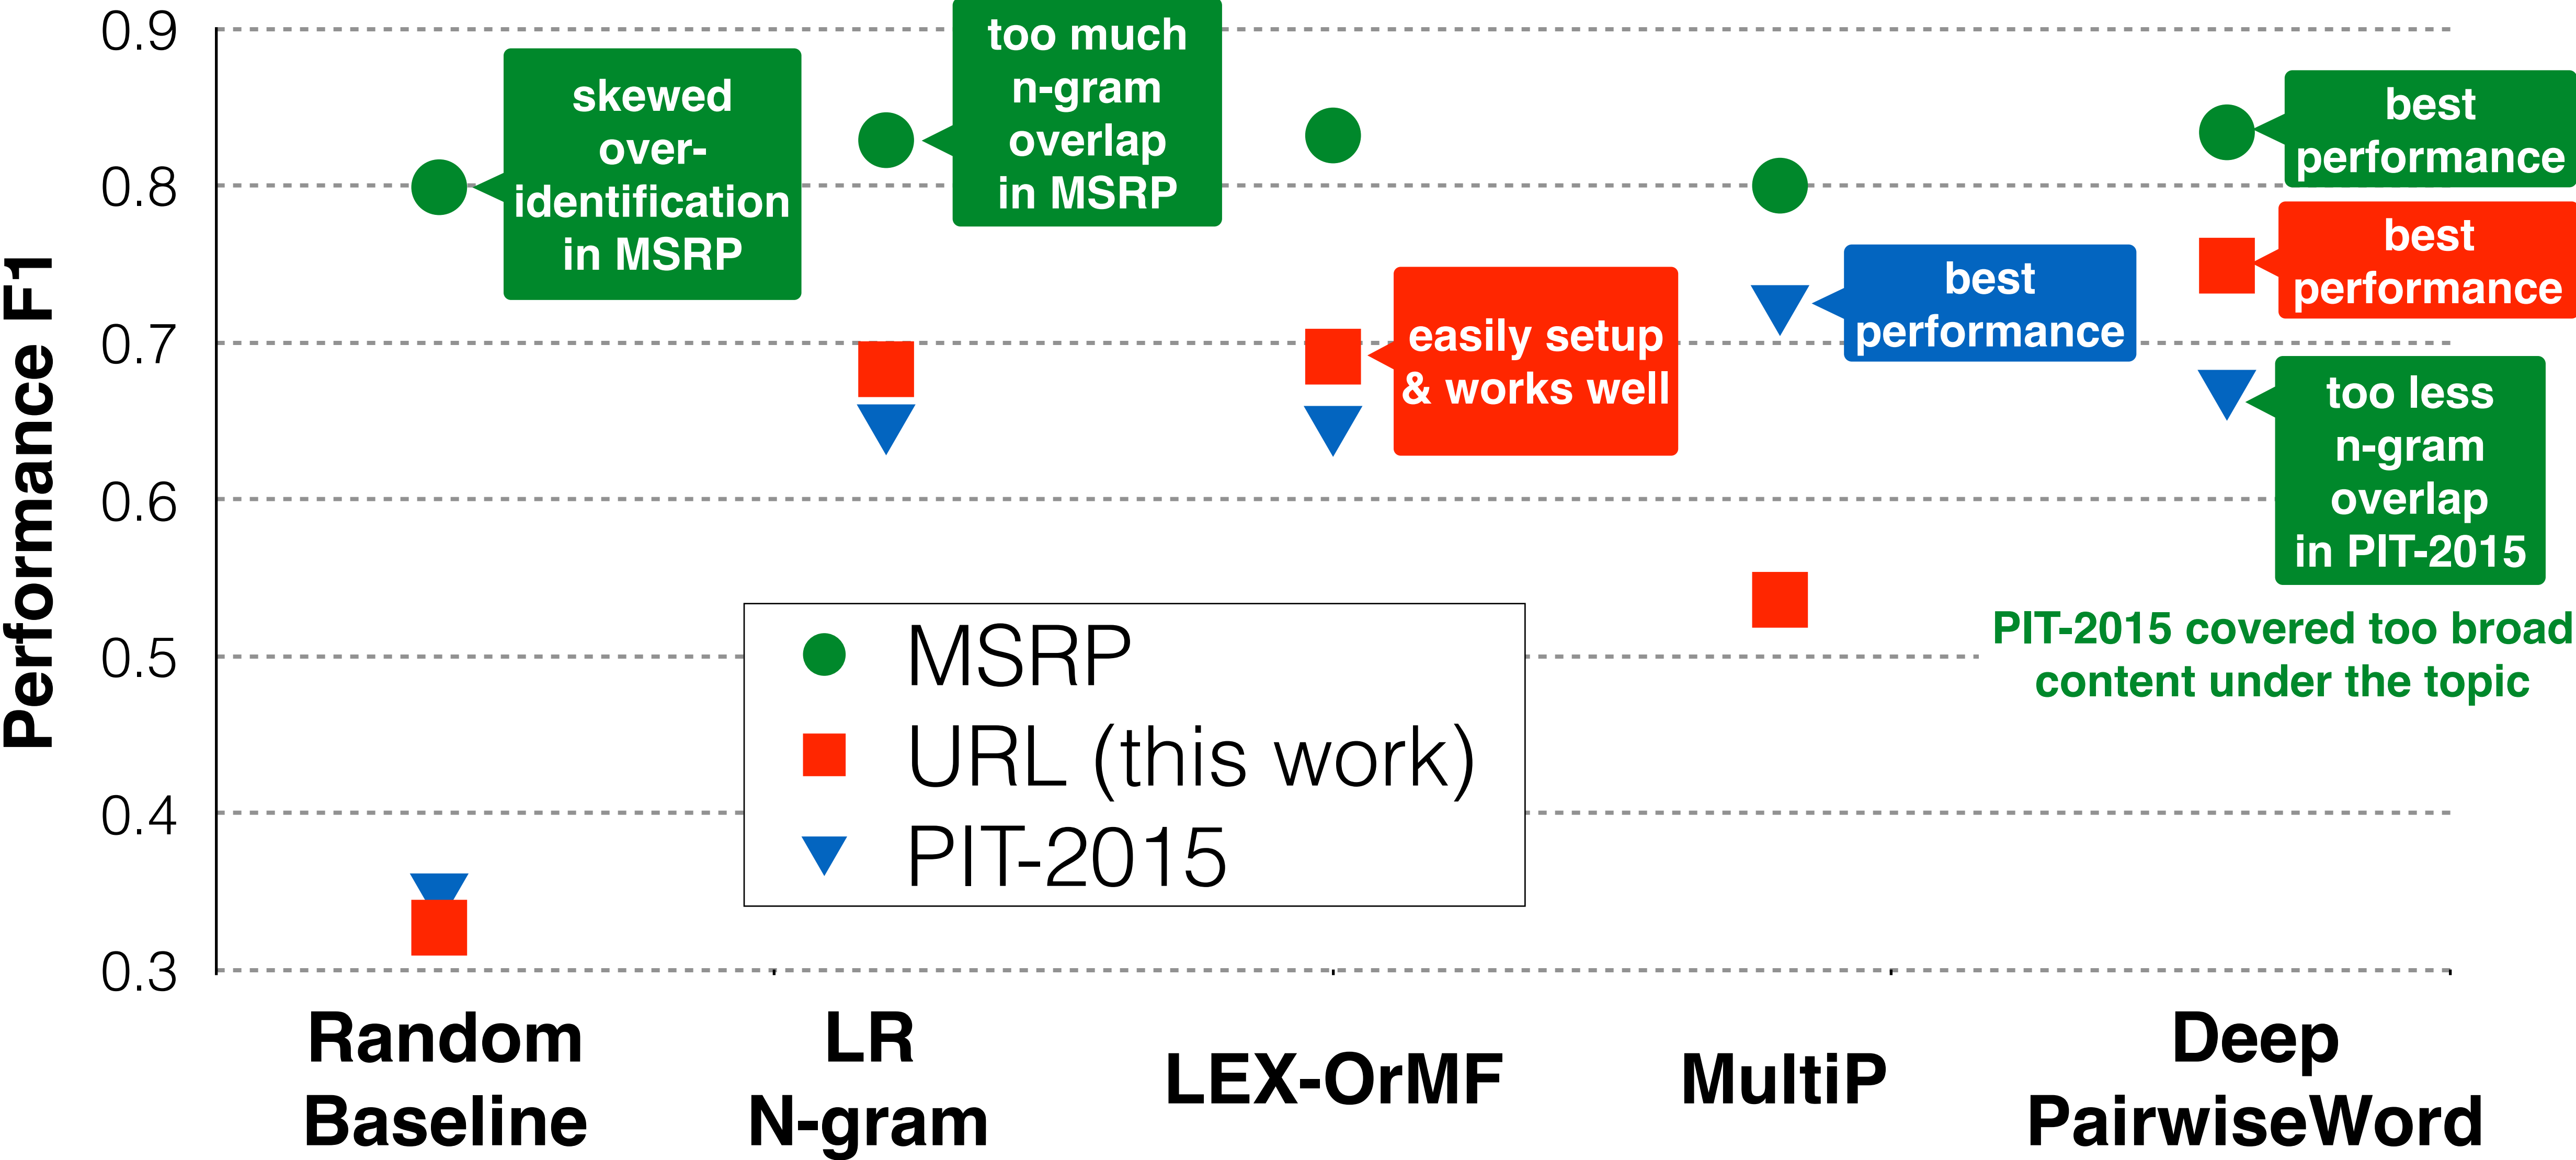 Performance F1
0.9
0.8
0.7
0.6
0.5
0.4
0.3
skewed
over-
identification
in MSRP
too much
n-gram
overlap
in MSRP
easily setup
& works well
best
performance
best
performance
best
performance
too less
n-gram
overlap
in PIT-2015
PIT-2015 covered too broad
content under the topic
MSRP
URL (this work)
PIT-2015
Random
Baseline
LR
N-gram
LEX-OrMF
MultiP
Deep
PairwiseWord